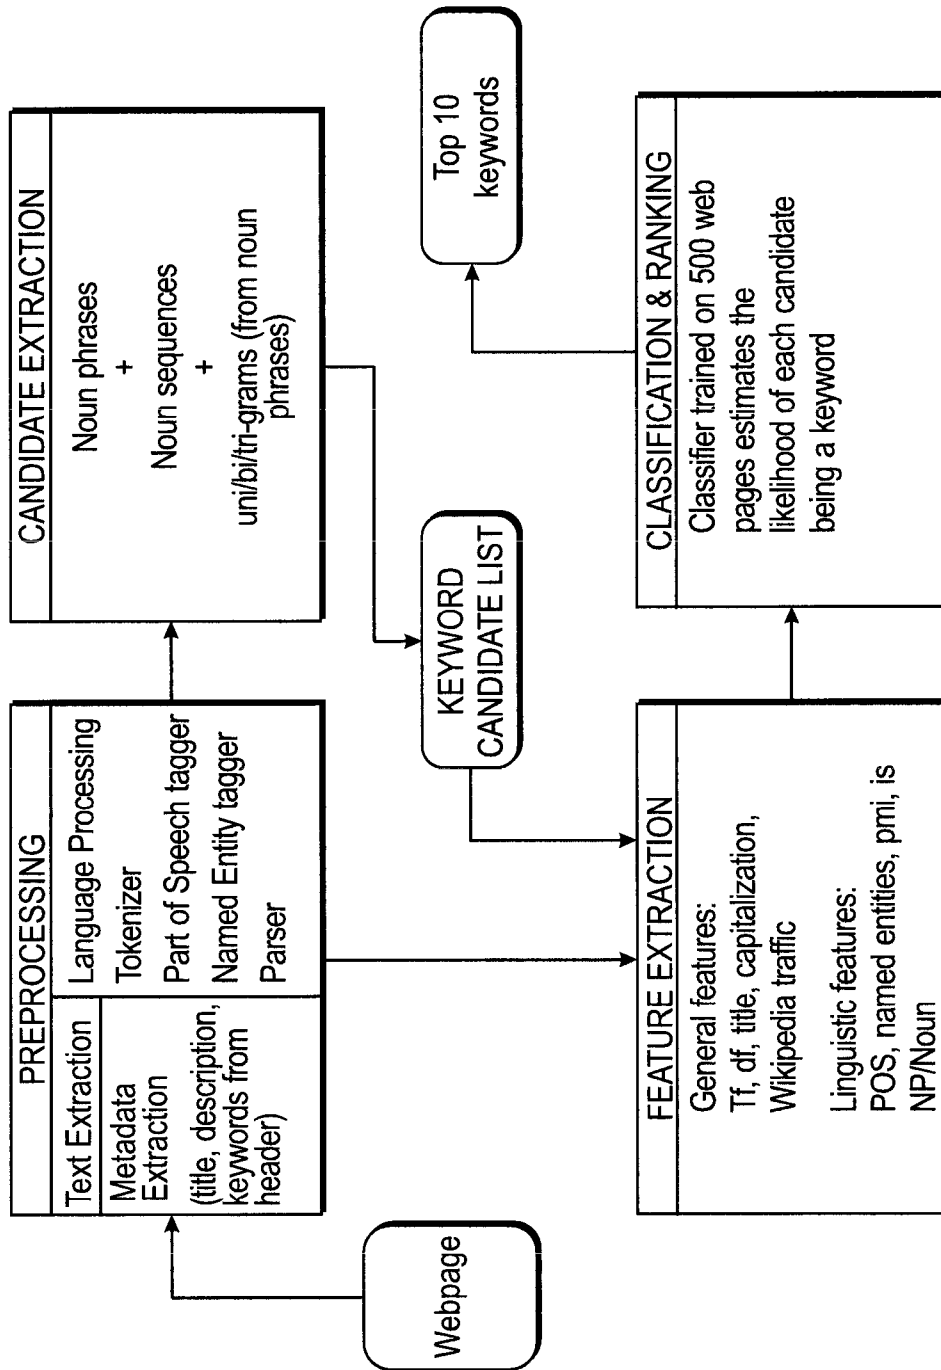 Webpage
PREPROCESSING
Text Extraction
Metadata
Extraction
(title, description,
keywords from
header)
Language Processing
Tokenizer
Part of Speech tagger
Named Entity tagger
Parser
CANDIDATE EXTRACTION
Noun phrases
+
Noun sequences
+
uni/bi/tri-grams (from noun
phrases)
KEYWORD
CANDIDATE LIST
FEATURE EXTRACTION
General features:
Tf, df, title, capitalization,
Wikipedia traffic
Linguistic features:
POS, named entities, pmi, is
NP/Noun
CLASSIFICATION & RANKING
Classifier trained on 500 web
pages estimates the
likelihood of each candidate
being a keyword
Top 10
keywords